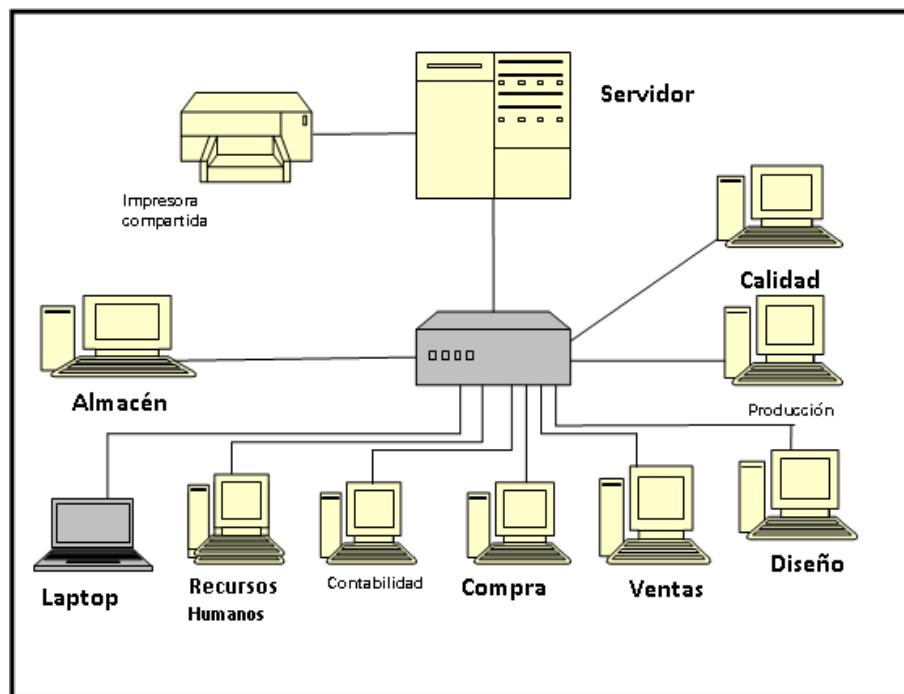 Servidor
Impresora
compartida
Calidad
Almacén
Producción
Laptop
Recursos
Humanos
Contabilidad
Compra
Ventas
Diseño